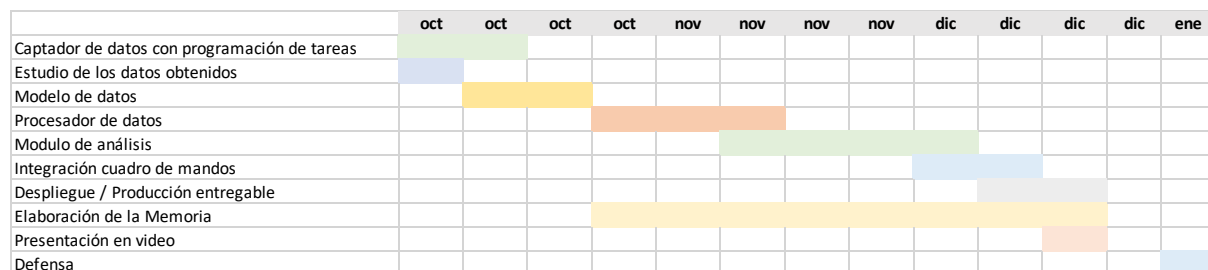 oct oct oct oct nov nov nov nov dic dic dic dic ene
Captador de datos con programación de tareas
Estudio de los datos obtenidos
Modelo de datos
Procesador de datos
Modulo de análisis
Integración cuadro de mandos
Despliegue / Producción entregable
Elaboración de la Memoria
Presentación en video
Defensa